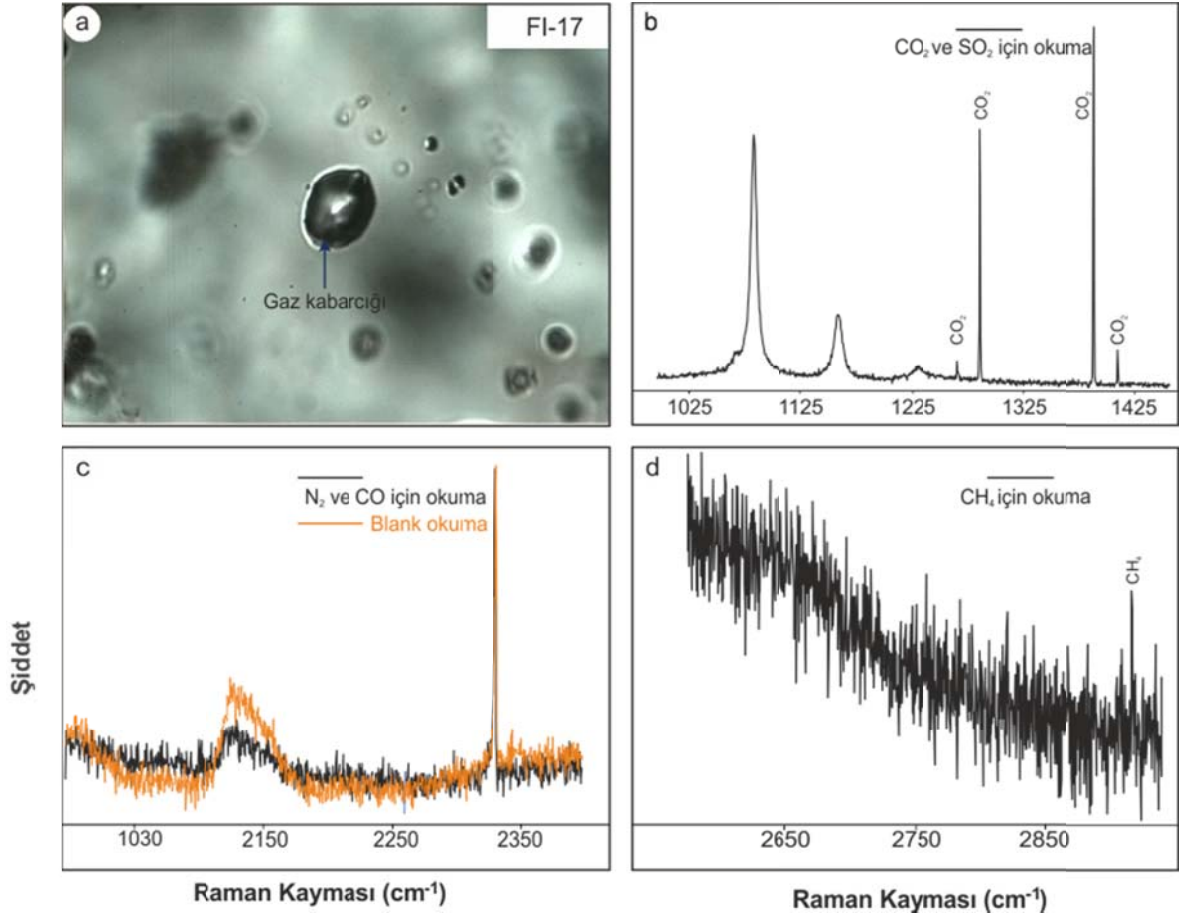 a
FI-17
Gaz kabarcığı
b
CO₂ ve SO₂ için okuma
CO₂
CO₂
CO₂
CO₂
1025 1125 1225 1325 1425
c
N₂ ve CO için okuma
Blank okuma
1030 2150 2250 2350
d
CH₄ için okuma
CH₄
2650 2750 2850
Şiddet
Raman Kayması (cm⁻¹)
Raman Kayması (cm⁻¹)